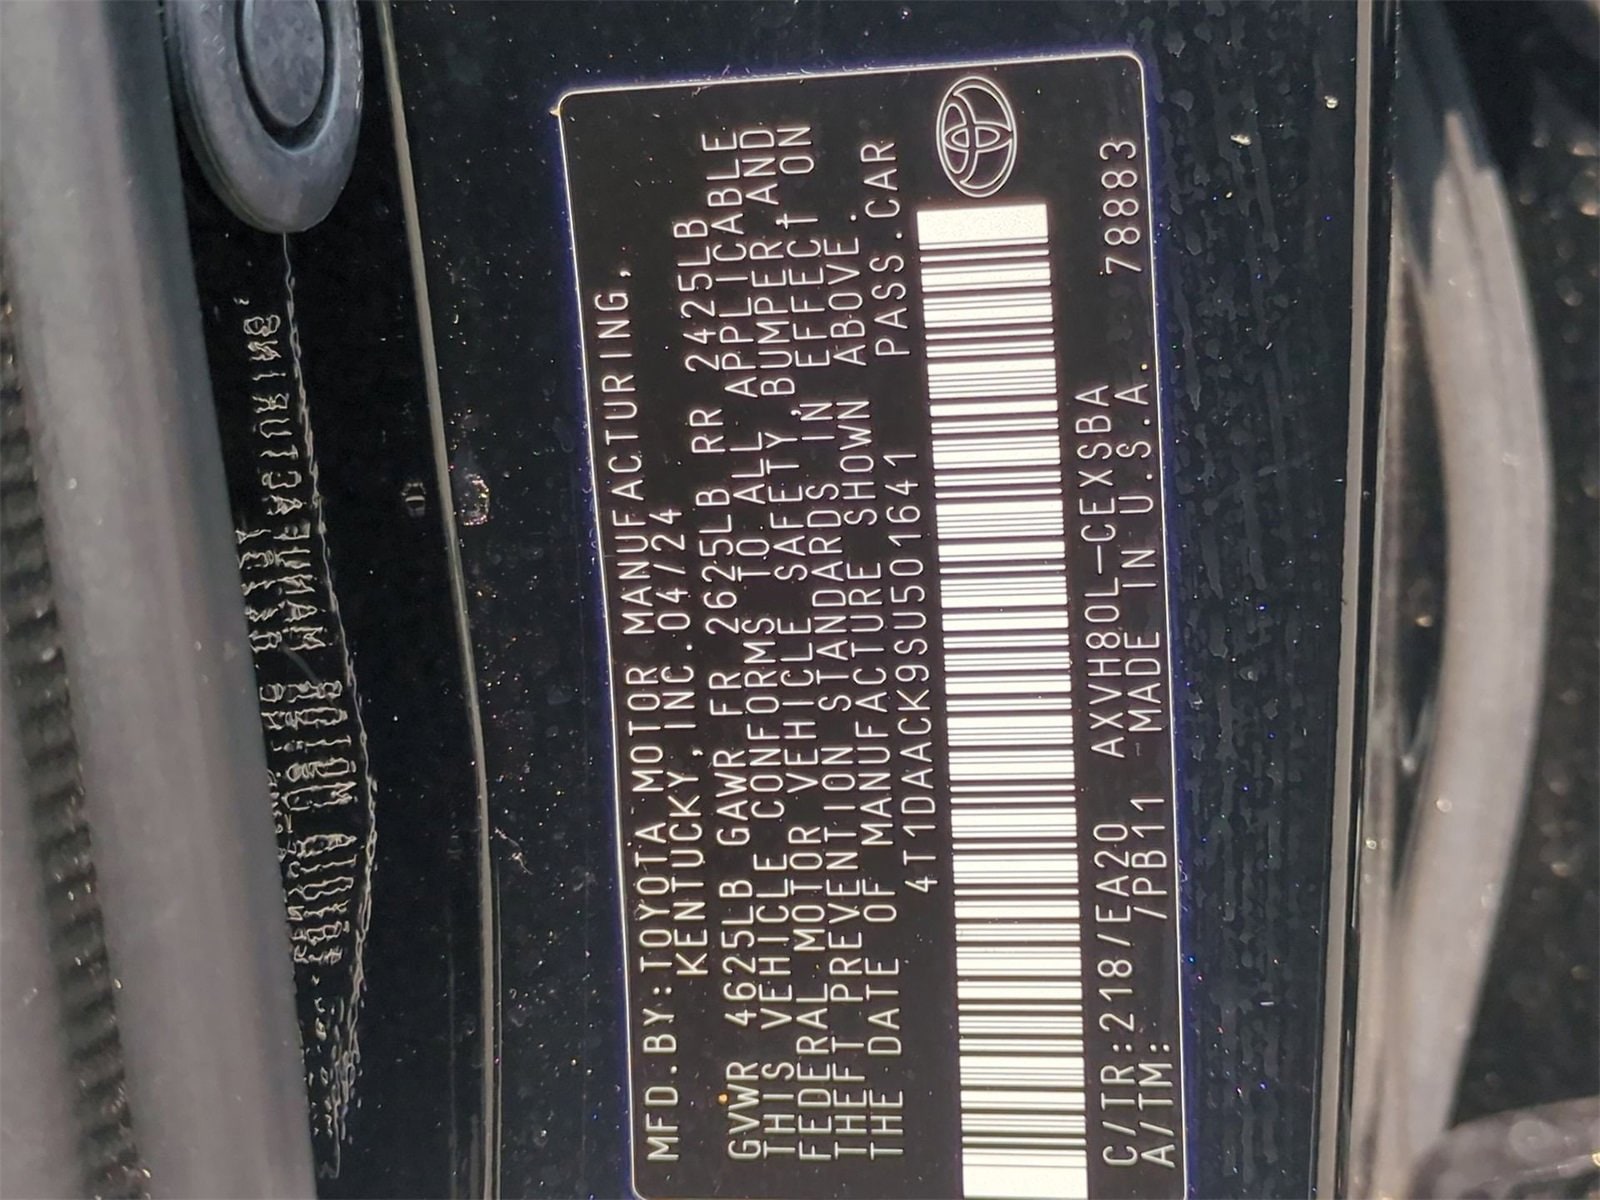 MFD.BY:TOYOTA MOTOR MANUFACTURING,
KENTUCKY,INC.04/24
GVWR 4625LB GAWR FR 2625LB RR 2425LB
THIS VEHICLE CONFORMS TO ALL APPLICABLE
FEDERAL MOTOR VEHICLE SAFETY,BUMPER,AND
THEFT PREVENTION STANDARDS IN EFFECT ON
THE DATE OF MANUFACTURE SHOWN ABOVE.
4T1DAACK9SU501641 PASS.CAR
C/TR:218/EA20 AXVH80L-CEXSBA 78883
A/TM: /PB11 MADE IN U.S.A